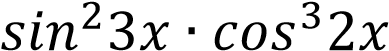 sin²3x · cos³2x